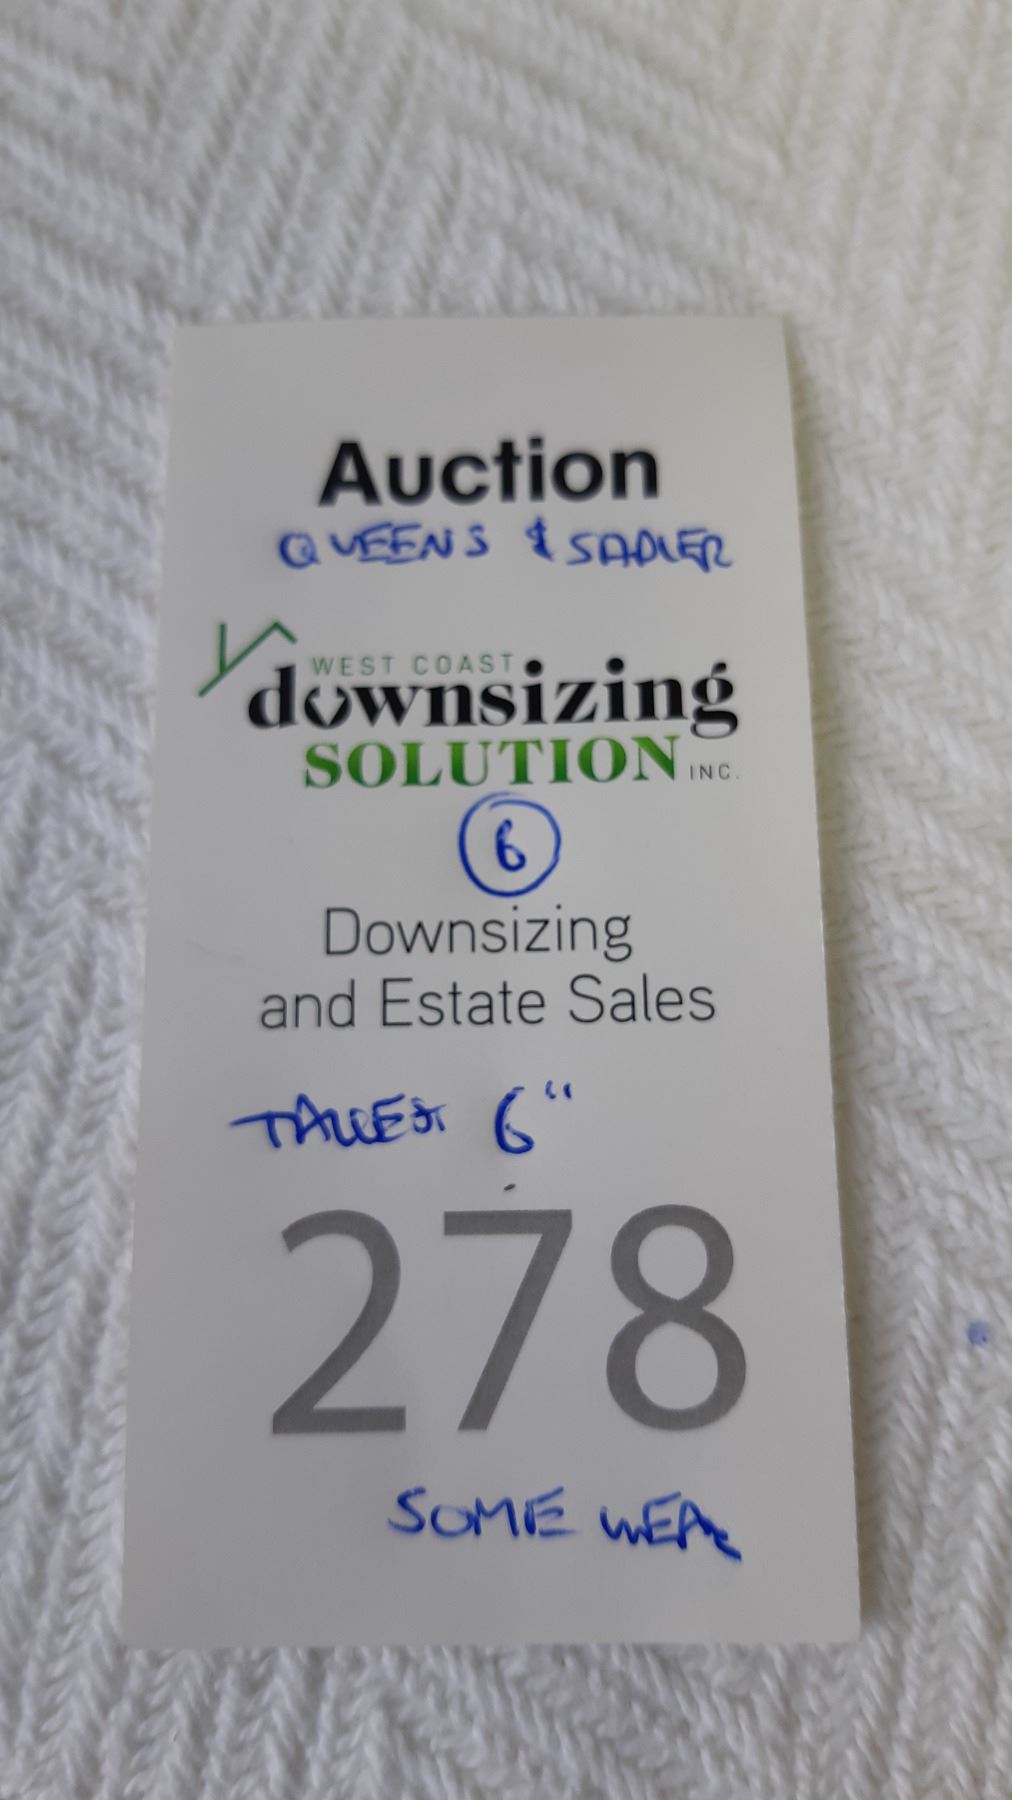 Auction
QUEENS & SADLER
WEST COAST
downsizing
SOLUTION INC.
6
Downsizing
and Estate Sales
TALLEST 6"
278
SOME WEAR